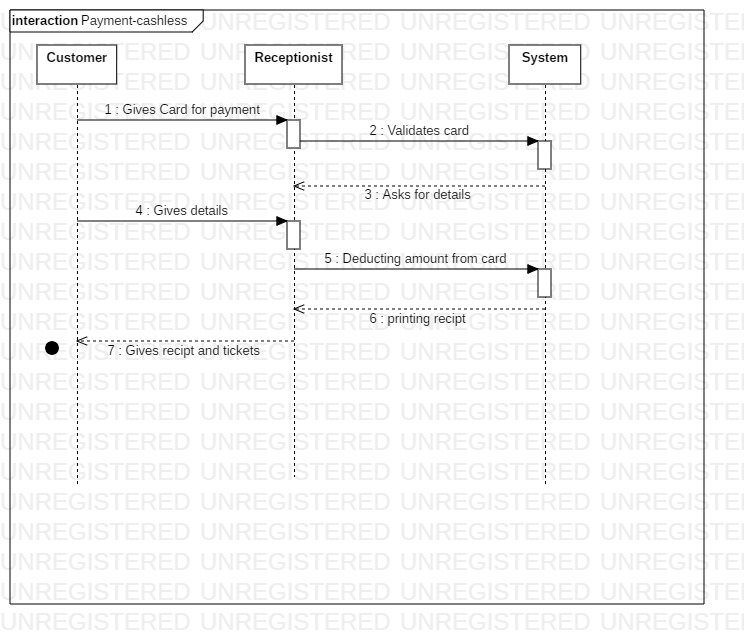 interaction Payment-cashless
Customer
Receptionist
System
1 : Gives Card for payment
2 : Validates card
3 : Asks for details
4 : Gives details
5 : Deducting amount from card
6 : printing recipt
7 : Gives recipt and tickets
UNREGISTERED UNREGISTERED UNREGISTERED